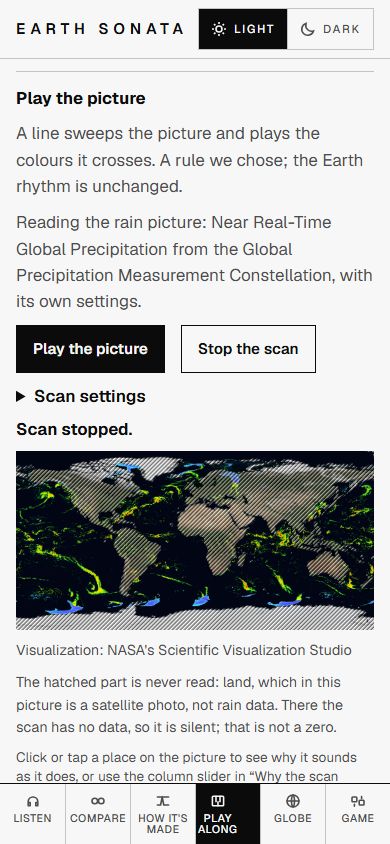 EARTH SONATA
LIGHT
DARK
Play the picture
A line sweeps the picture and plays the
colours it crosses. A rule we chose; the Earth
rhythm is unchanged.
Reading the rain picture: Near Real-Time
Global Precipitation from the Global
Precipitation Measurement Constellation, with
its own settings.
Play the picture
Stop the scan
Scan settings
Scan stopped.
Visualization: NASA's Scientific Visualization Studio
The hatched part is never read: land, which in this
picture is a satellite photo, not rain data. There the
scan has no data, so it is silent; that is not a zero.
Click or tap a place on the picture to see why it sounds
as it does, or use the column slider in “Why the scan
LISTEN
COMPARE
HOW IT'S
MADE
PLAY
ALONG
GLOBE
GAME